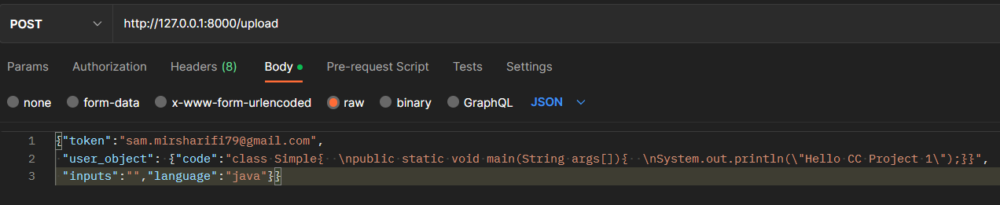 POST http://127.0.0.1:8000/upload
Params Authorization Headers (8) Body Pre-request Script Tests Settings
none form-data x-www-form-urlencoded raw binary GraphQL JSON
1 {"token":"sam.mirsharifi79@gmail.com",
2 "user_object": {"code":"class Simple{  \npublic static void main(String args[]){  \nSystem.out.println(\"Hello CC Project 1\");}}",
3 "inputs":"","language":"java"}}